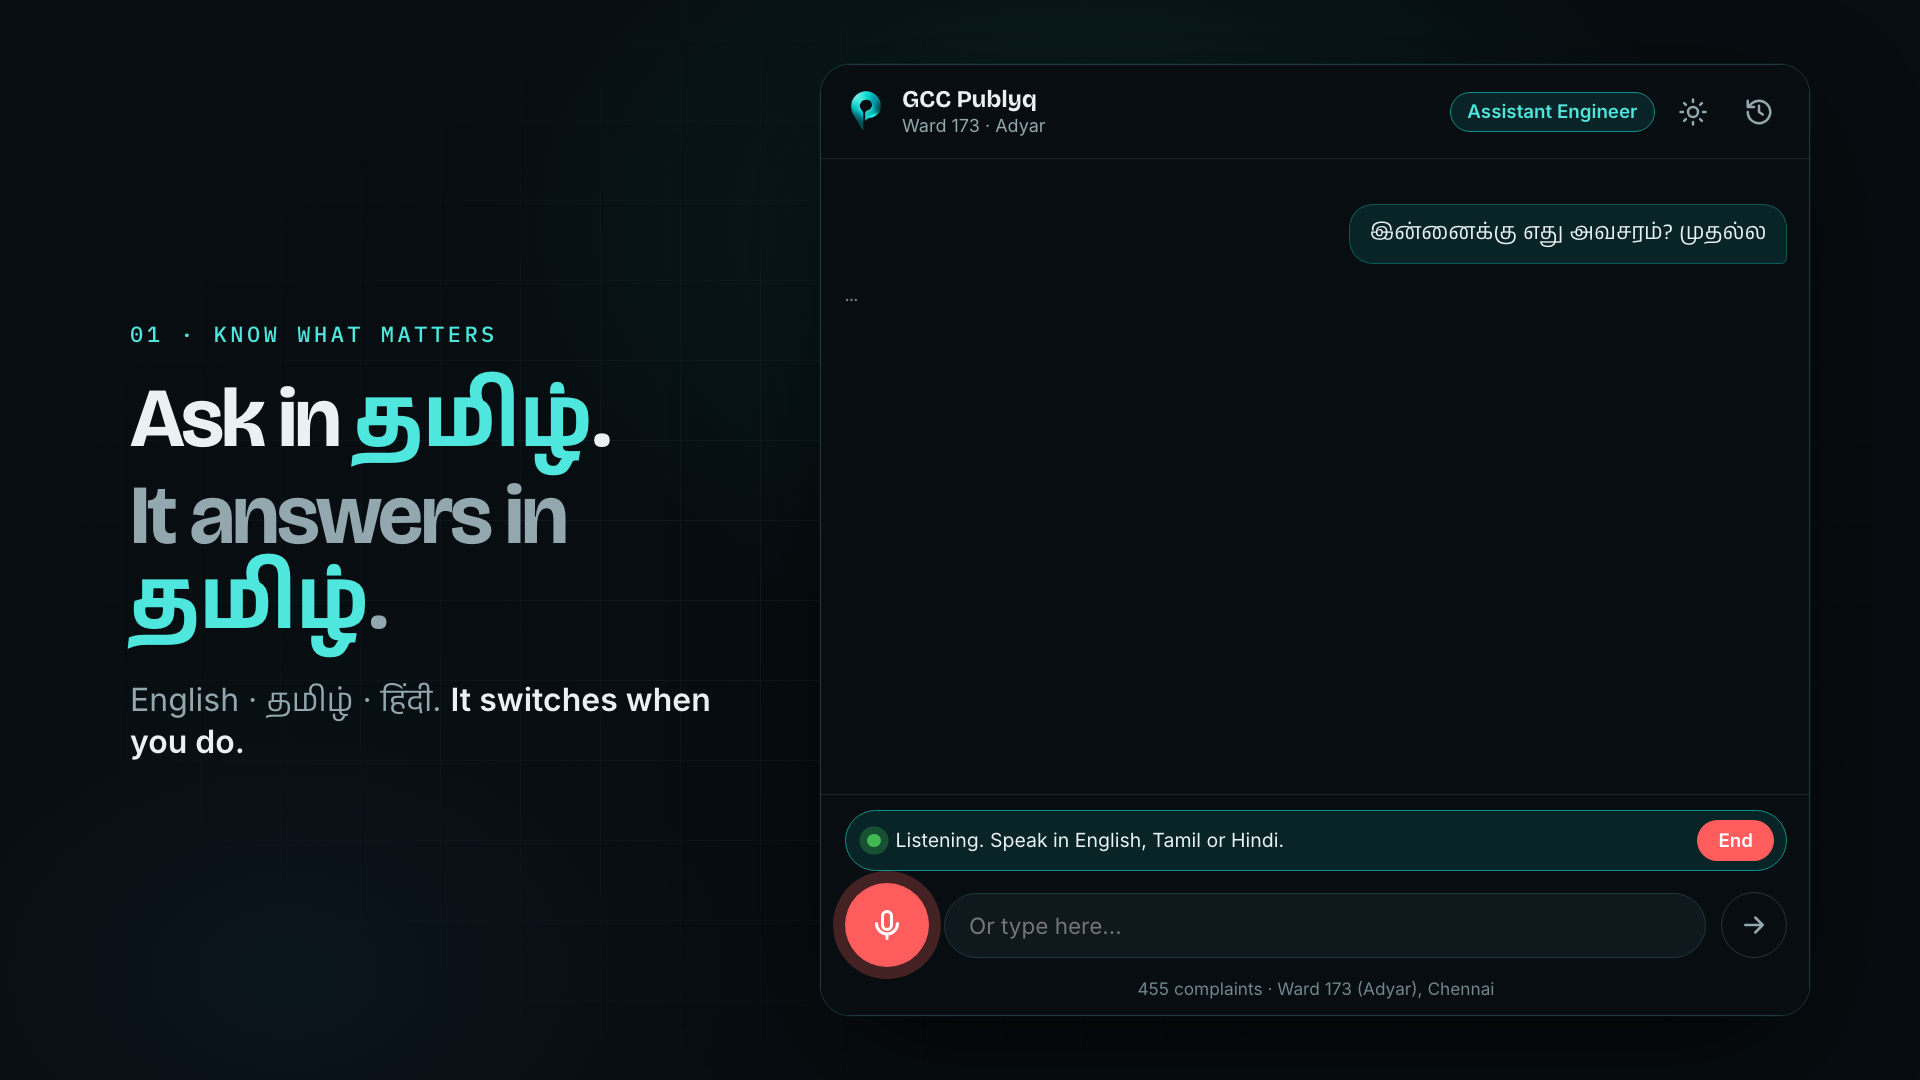 01 · KNOW WHAT MATTERS
Ask in தமிழ்.
It answers in
தமிழ்.
English · தமிழ் · हिंदी. It switches when
you do.
GCC Publyq
Ward 173 · Adyar
Assistant Engineer
இன்னைக்கு எது அவசரம்? முதல்ல
...
Listening. Speak in English, Tamil or Hindi.
End
Or type here...
455 complaints · Ward 173 (Adyar), Chennai